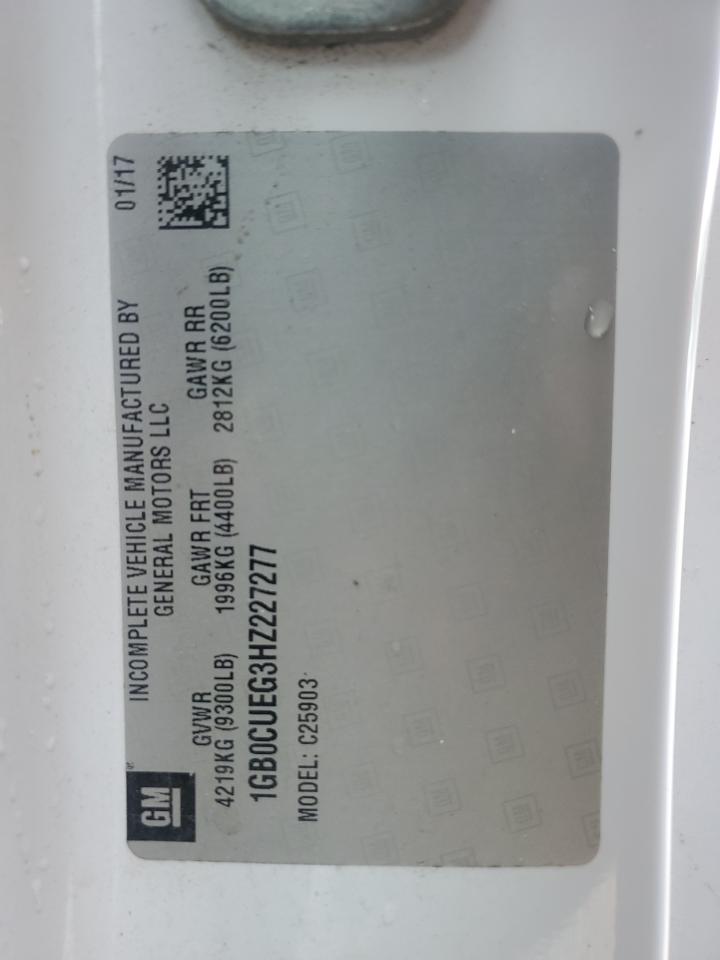 GM
INCOMPLETE VEHICLE MANUFACTURED BY 01/17
GENERAL MOTORS LLC
GVWR GAWR FRT GAWR RR
4219KG (9300LB) 1996KG (4400LB) 2812KG (6200LB)
1GB0CUEG3HZ227277
MODEL: C25903